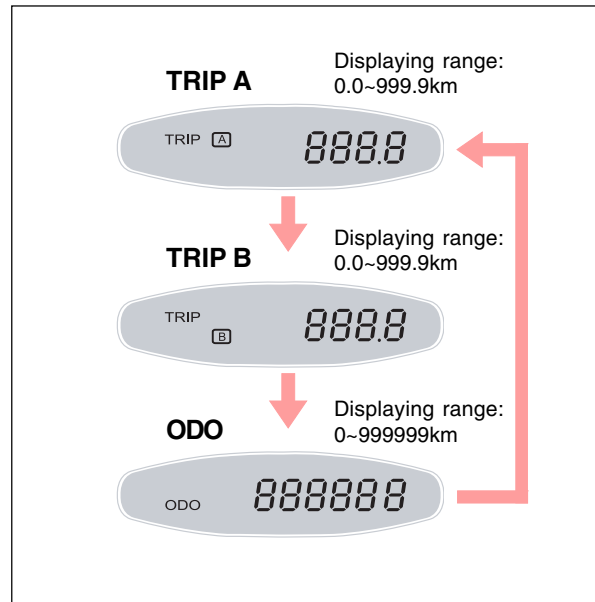 TRIP A
Displaying range:
0.0~999.9km
TRIP A 888.8
TRIP B
Displaying range:
0.0~999.9km
TRIP
B 888.8
ODO
Displaying range:
0~999999km
ODO 888888